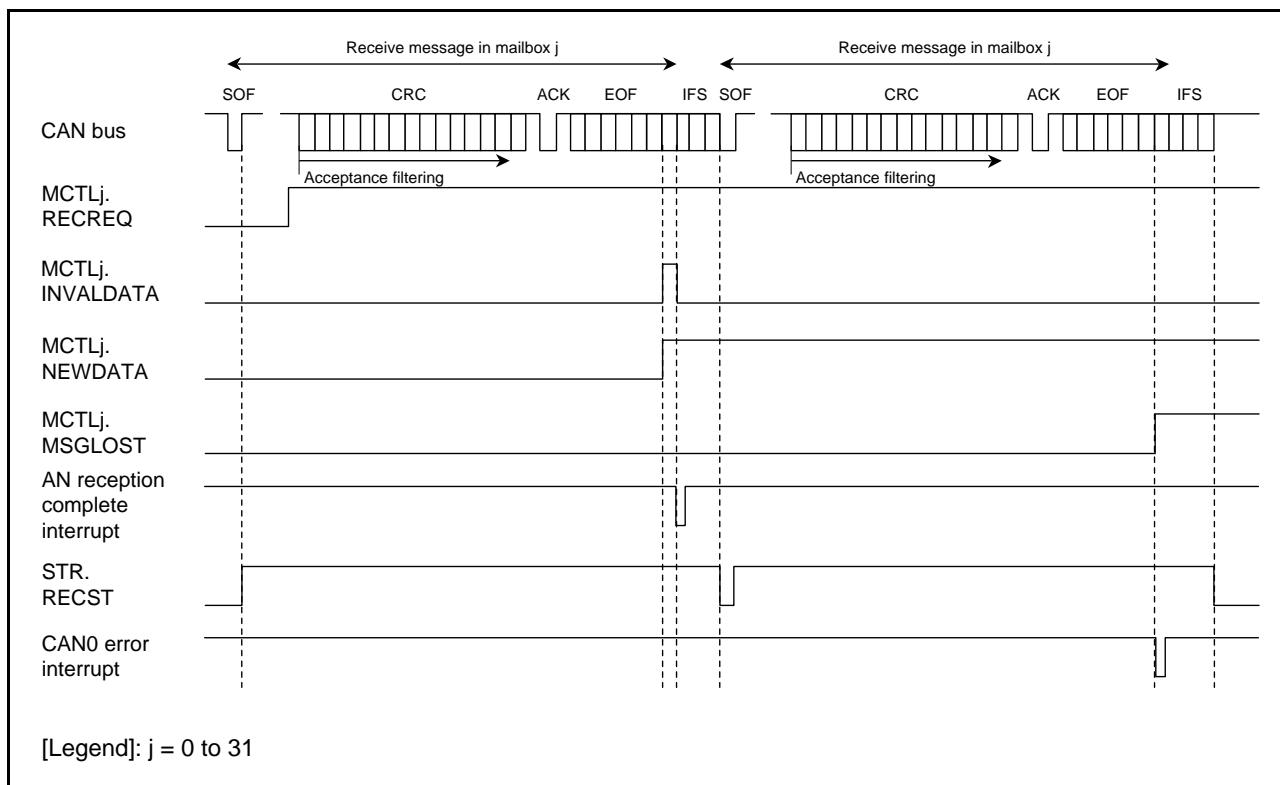 Receive message in mailbox j Receive message in mailbox j
SOF CRC ACK EOF IFS SOF CRC ACK EOF IFS
CAN bus
Acceptance filtering Acceptance filtering
MCTLj.
RECREQ
MCTLj.
INVALDATA
MCTLj.
NEWDATA
MCTLj.
MSGLOST
AN reception
complete
interrupt
STR.
RECST
CAN0 error
interrupt
[Legend]: j = 0 to 31